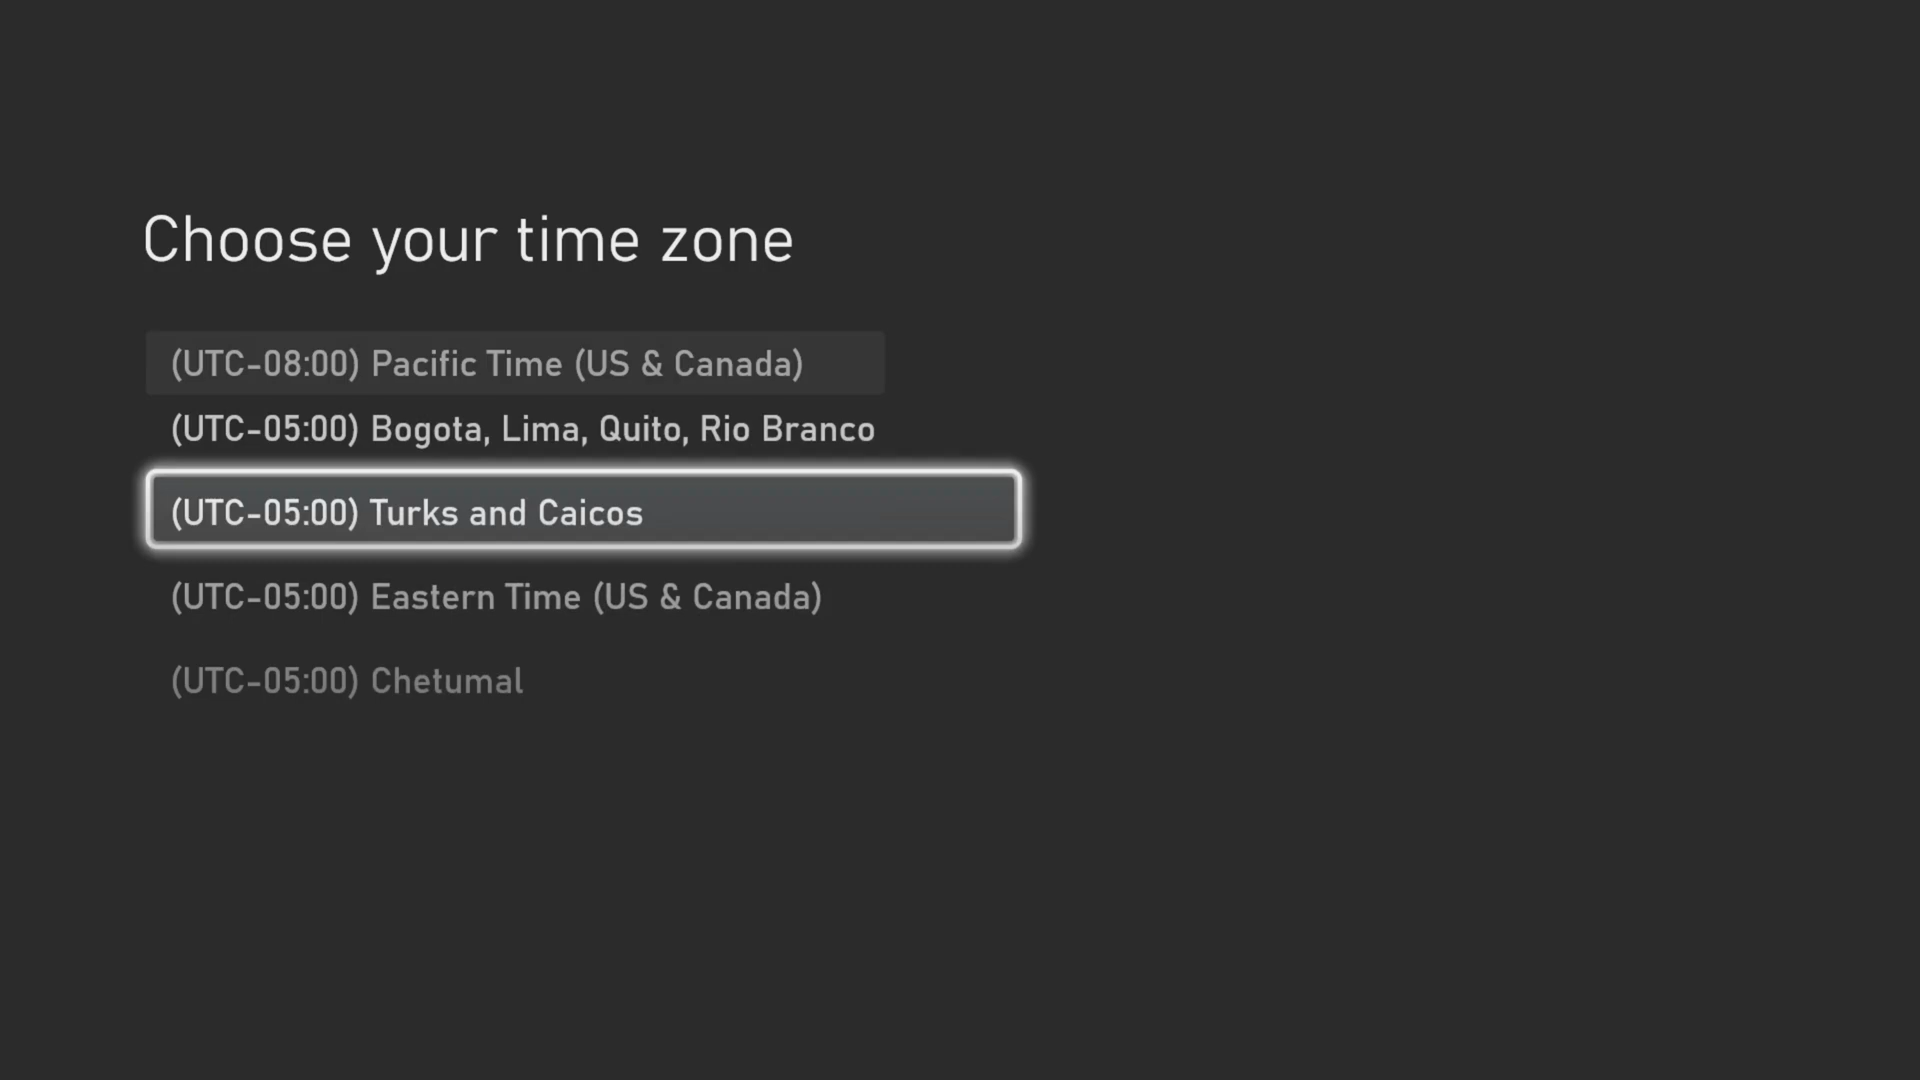 Choose your time zone
(UTC-08:00) Pacific Time (US & Canada)
(UTC-05:00) Bogota, Lima, Quito, Rio Branco
(UTC-05:00) Turks and Caicos
(UTC-05:00) Eastern Time (US & Canada)
(UTC-05:00) Chetumal